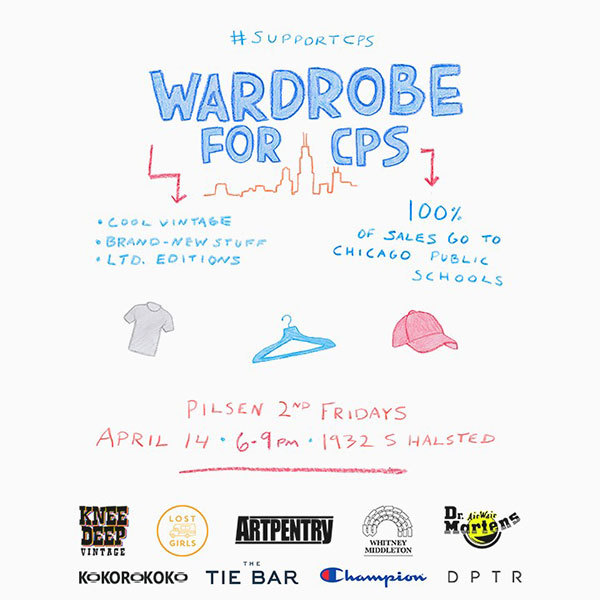 #SUPPORTCPS
WARDROBE
FOR CPS
• COOL VINTAGE
• BRAND-NEW STUFF
• LTD. EDITIONS
100%
OF SALES GO TO
CHICAGO PUBLIC
SCHOOLS
PILSEN 2ND FRIDAYS
APRIL 14 • 6-9PM • 1932 S HALSTED
KNEE
DEEP
VINTAGE
LOST
GIRLS
ARTPENTRY
WHITNEY
MIDDLETON
Dr. AirWair
Martens
KOKOROKOKO
THE
TIE BAR
Champion
DPTR